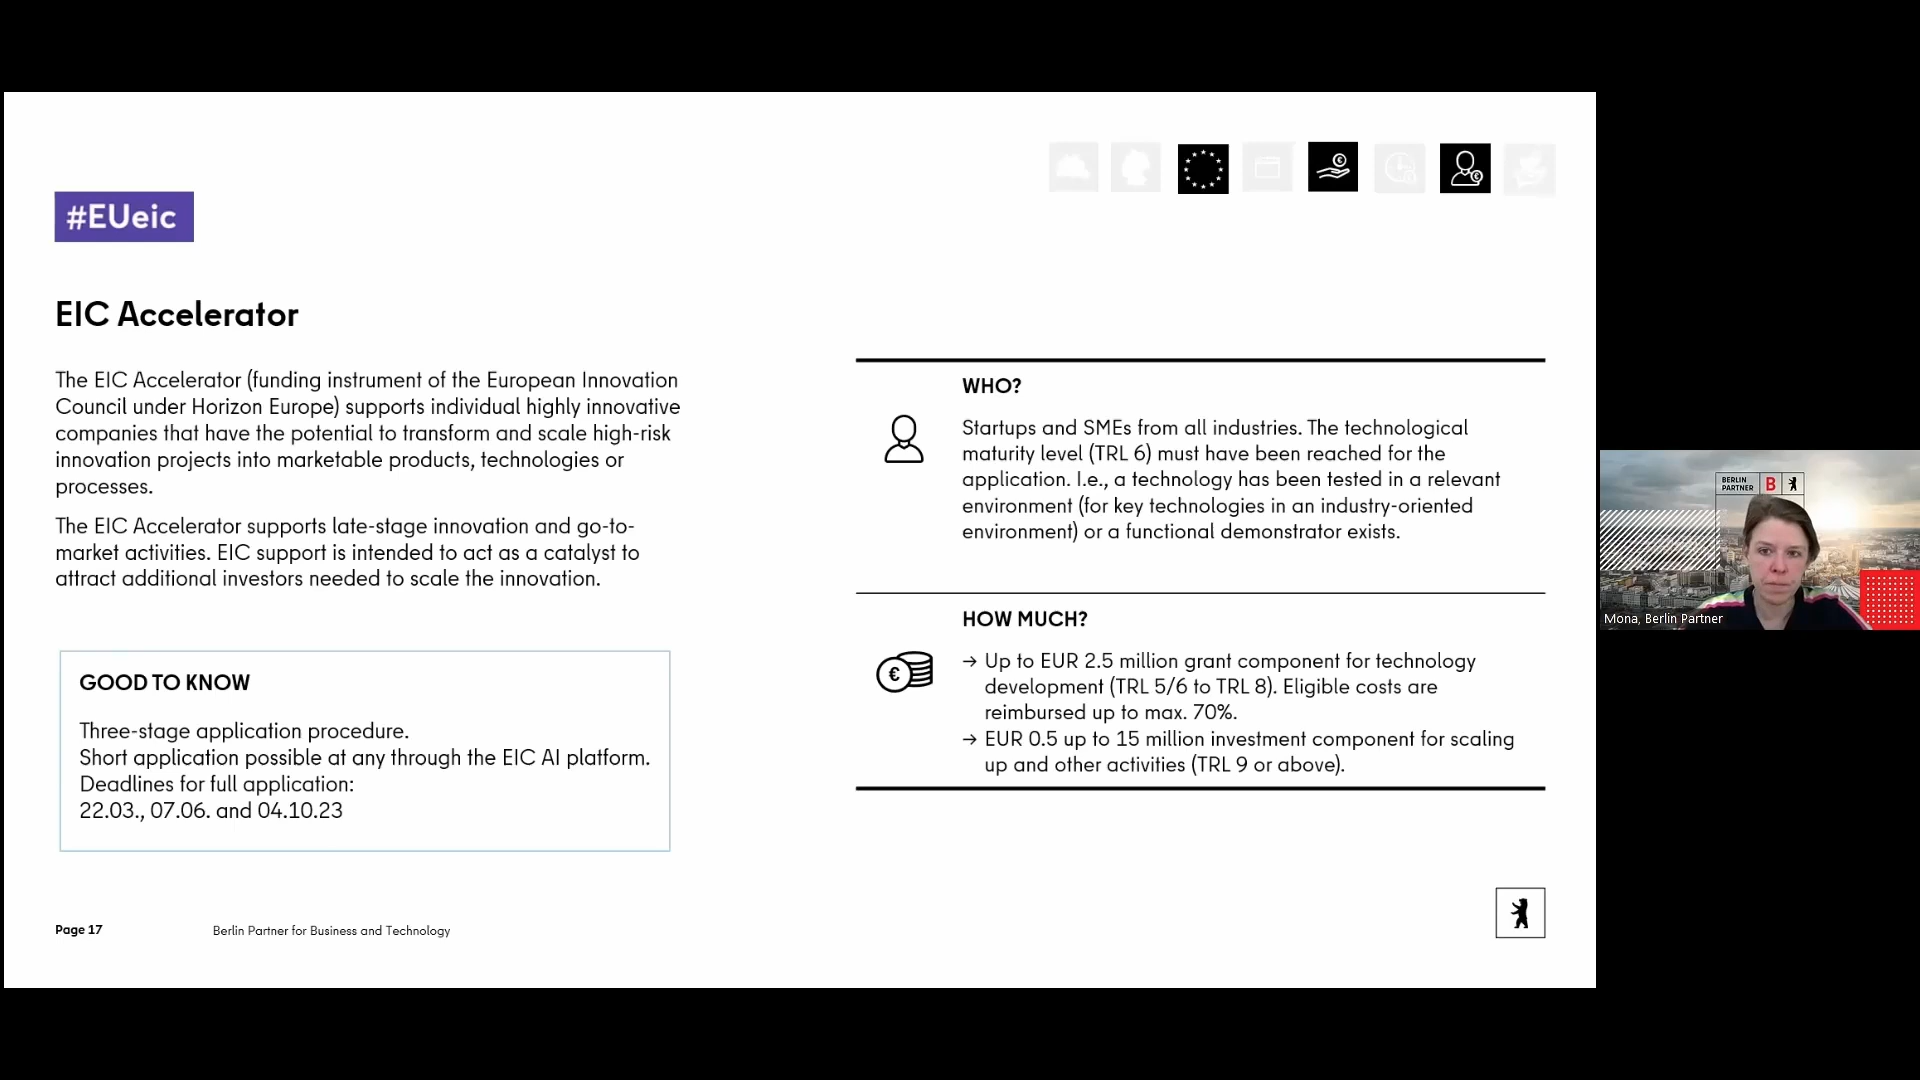 #EUeic
EIC Accelerator
The EIC Accelerator (funding instrument of the European Innovation
Council under Horizon Europe) supports individual highly innovative
companies that have the potential to transform and scale high-risk
innovation projects into marketable products, technologies or
processes.
The EIC Accelerator supports late-stage innovation and go-to-
market activities. EIC support is intended to act as a catalyst to
attract additional investors needed to scale the innovation.
GOOD TO KNOW
Three-stage application procedure.
Short application possible at any through the EIC AI platform.
Deadlines for full application:
22.03., 07.06. and 04.10.23
WHO?
Startups and SMEs from all industries. The technological
maturity level (TRL 6) must have been reached for the
application. I.e., a technology has been tested in a relevant
environment (for key technologies in an industry-oriented
environment) or a functional demonstrator exists.
HOW MUCH?
€
→ Up to EUR 2.5 million grant component for technology
development (TRL 5/6 to TRL 8). Eligible costs are
reimbursed up to max. 70%.
→ EUR 0.5 up to 15 million investment component for scaling
up and other activities (TRL 9 or above).
Page 17
Berlin Partner for Business and Technology
BERLIN
PARTNER
B
Mona, Berlin Partner